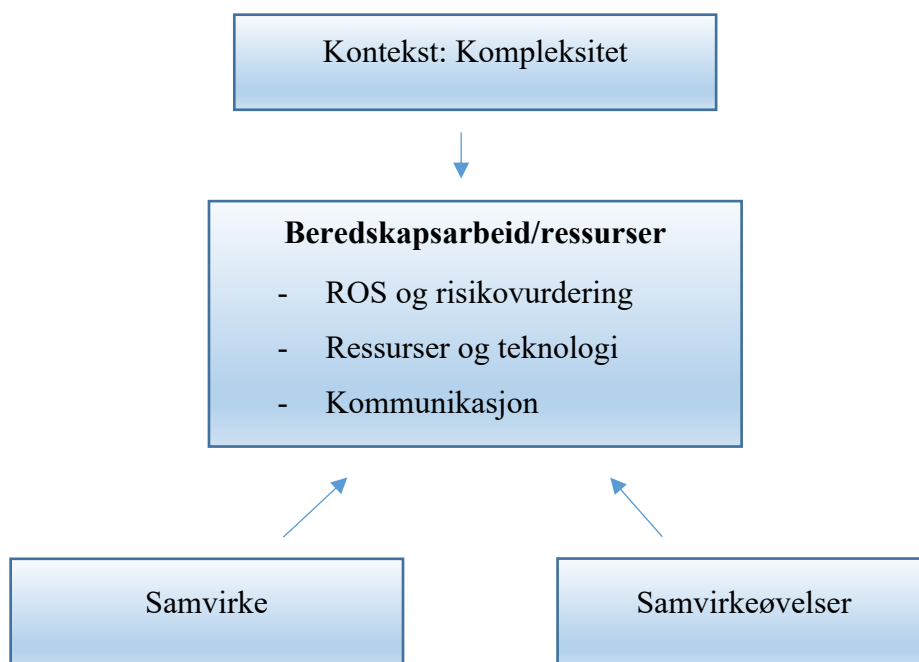 Kontekst: Kompleksitet
Beredskapsarbeid/ressurser
- ROS og risikovurdering
- Ressurser og teknologi
- Kommunikasjon
Samvirke
Samvirkeøvelser